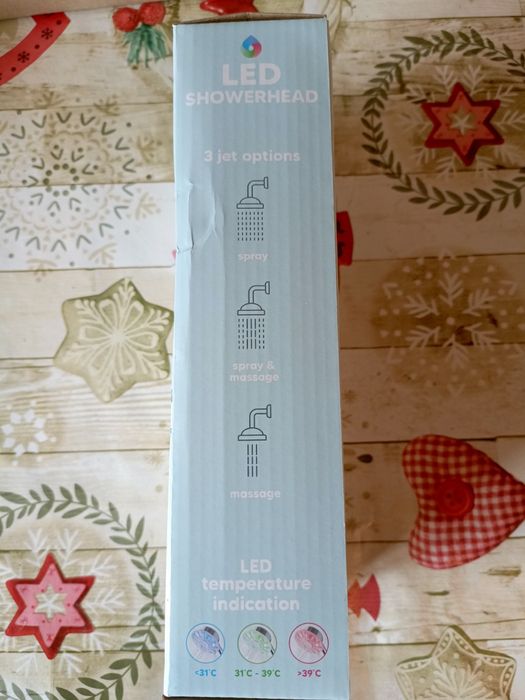 LED
SHOWERHEAD
3 jet options
spray
spray &
massage
massage
LED
temperature
indication
<31°C 31°C - 39°C >39°C